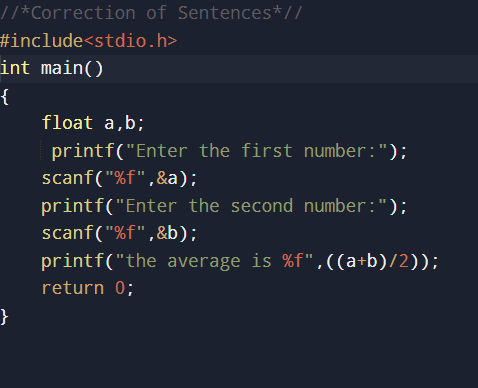 //*Correction of Sentences*//
#include<stdio.h>
int main()
{
    float a,b;
     printf("Enter the first number:");
    scanf("%f",&a);
    printf("Enter the second number:");
    scanf("%f",&b);
    printf("the average is %f",((a+b)/2));
    return 0;
}